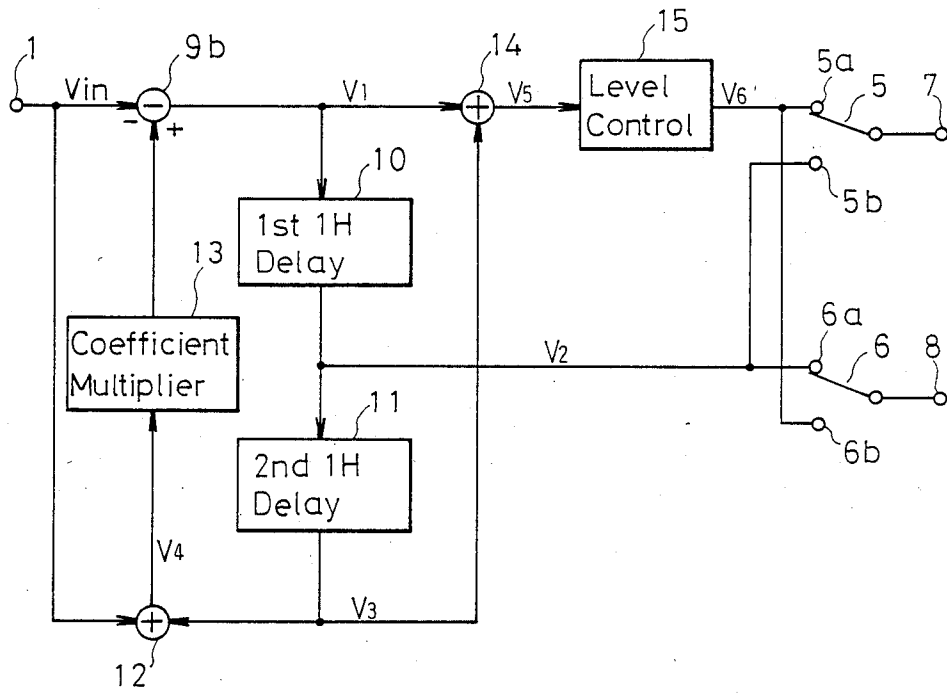 1
9b
14
15
Vin
-
-
+
V1
+
V5
Level
Control
V6
5a
5
7
5b
10
1st 1H
Delay
13
Coefficient
Multiplier
V2
6a
6
8
6b
11
2nd 1H
Delay
V4
V3
+
12